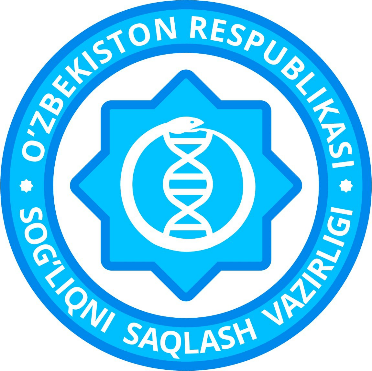 O‘ZBEKISTON RESPUBLIKASI
SOG‘LIQNI SAQLASH VAZIRLIGI